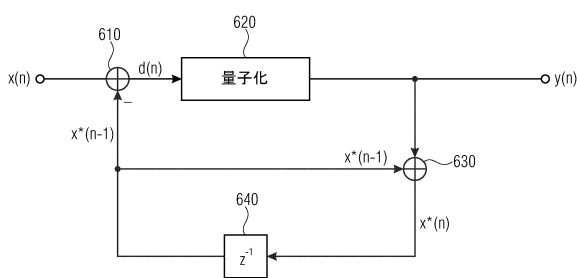 610
620
x(n)
d(n)
量子化
y(n)
−
x*(n-1)
x*(n-1)
630
640
x*(n)
z⁻¹